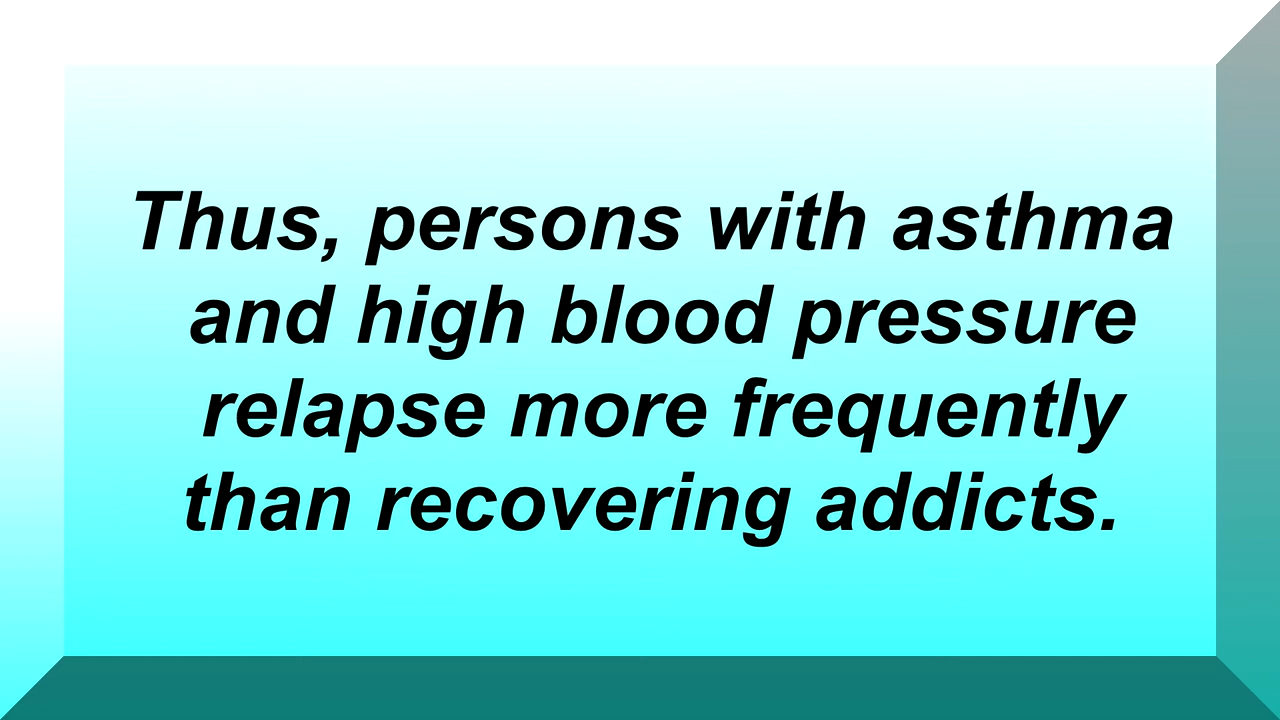 Thus, persons with asthma
and high blood pressure
relapse more frequently
than recovering addicts.